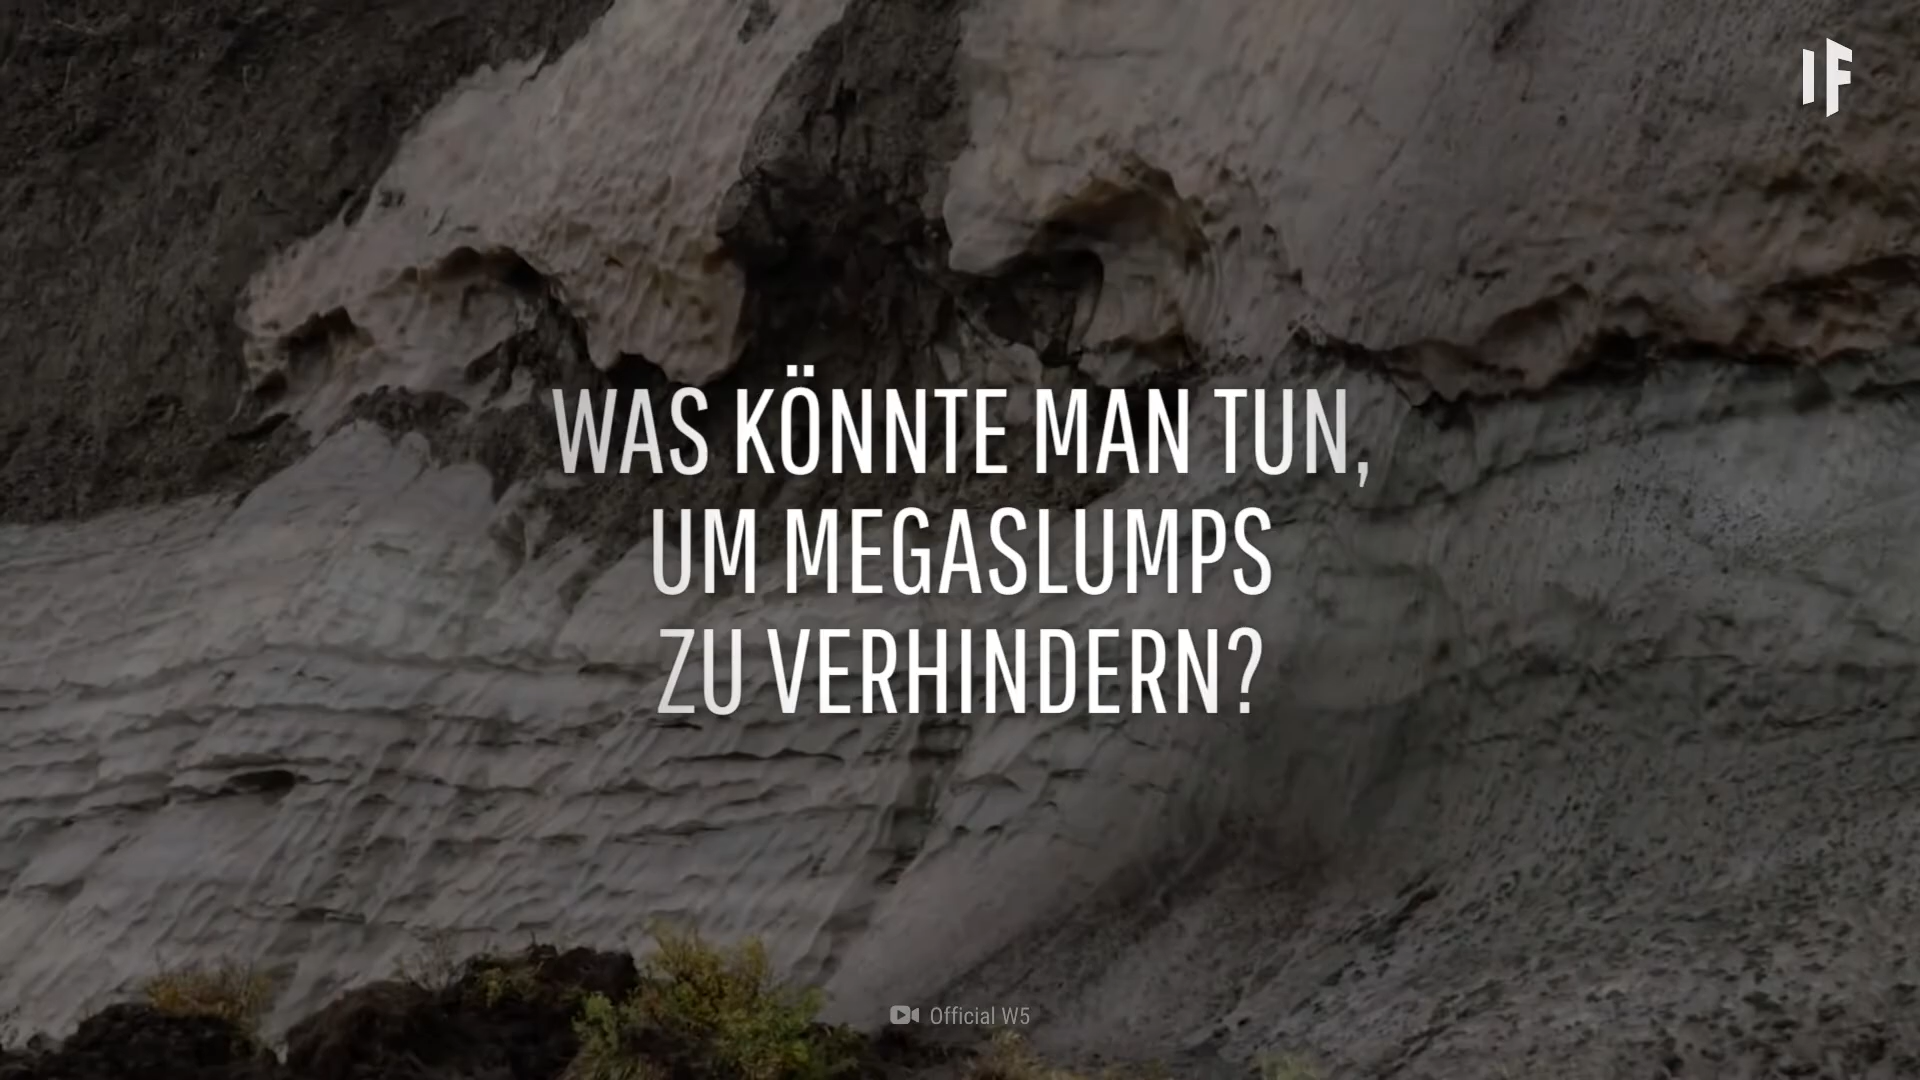 IF
WAS KÖNNTE MAN TUN,
UM MEGASLUMPS
ZU VERHINDERN?
Official W5